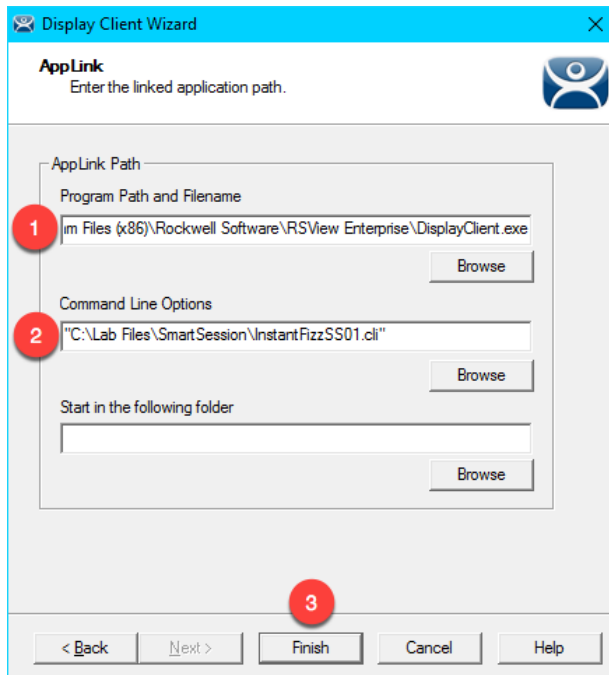 Display Client Wizard
AppLink
Enter the linked application path.
AppLink Path
Program Path and Filename
1
m Files (x86)\Rockwell Software\RSView Enterprise\DisplayClient.exe
Browse
Command Line Options
2
"C:\Lab Files\SmartSession\InstantFizzSS01.cli"
Browse
Start in the following folder
Browse
3
< Back Next > Finish Cancel Help